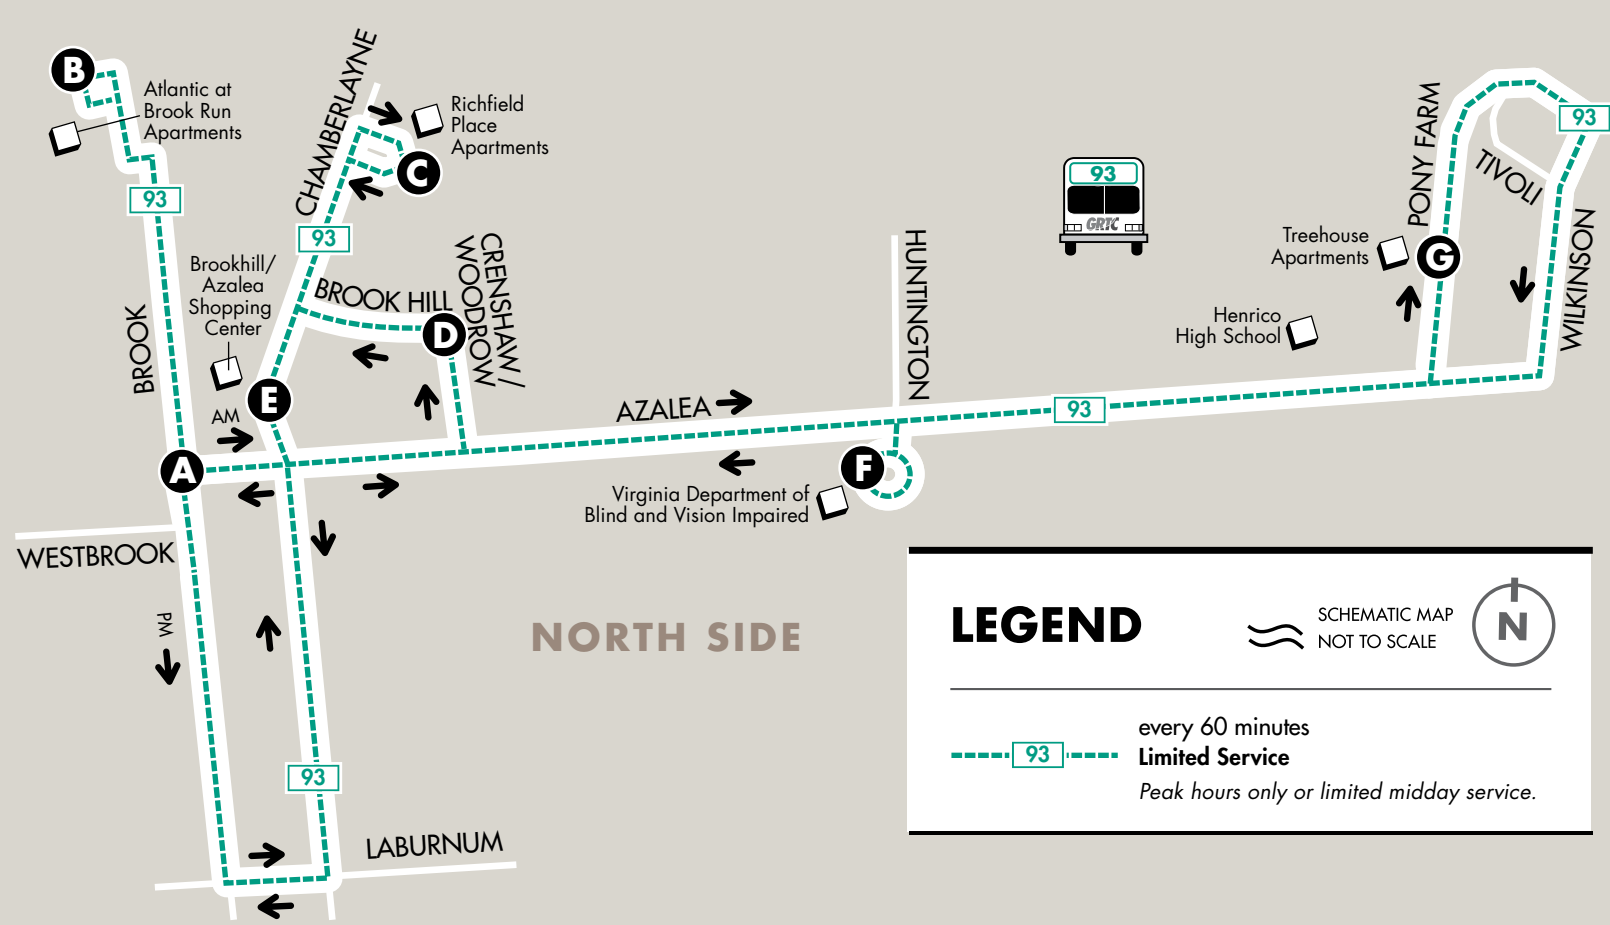 B
Atlantic at
Brook Run
Apartments
93
BROOK
CHAMBERLAYNE
Richfield
Place
Apartments
C
93
Brookhill/
Azalea
Shopping
Center
BROOK HILL
CRENSHAW/
WOODROW
D
E
AM
A
WESTBROOK
PM
93
LABURNUM
NORTH SIDE
AZALEA
HUNTINGTON
F
Virginia Department of
Blind and Vision Impaired
93
GRTC
93
Treehouse
Apartments
G
Henrico
High School
PONY FARM
TIVOLI
WILKINSON
93
LEGEND
SCHEMATIC MAP
NOT TO SCALE
N
93
every 60 minutes
Limited Service
Peak hours only or limited midday service.